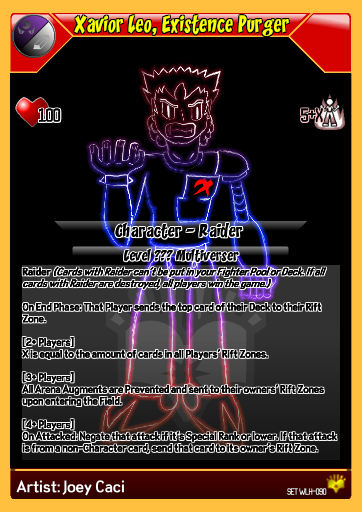 Xavior Leo, Existence Purger
100
5+X
Character - Raider
Level ??? Multiverser
Raider (Cards with Raider can't be put in your Fighter Pool or Deck. If all
cards with Raider are destroyed, all players win the game.)
On End Phase: That Player sends the top card of their Deck to their Rift
Zone.
[2+ Players]
X is equal to the amount of cards in all Players' Rift Zones.
[3+ Players]
All Arena Augments are Prevented and sent to their owners' Rift Zones
upon entering the Field.
[4+ Players]
On Attacked: Negate that attack if it's Special Rank or lower. If that attack
is from a non-Character card, send that card to its owner's Rift Zone.
Artist: Joey Caci
SET WLH-090